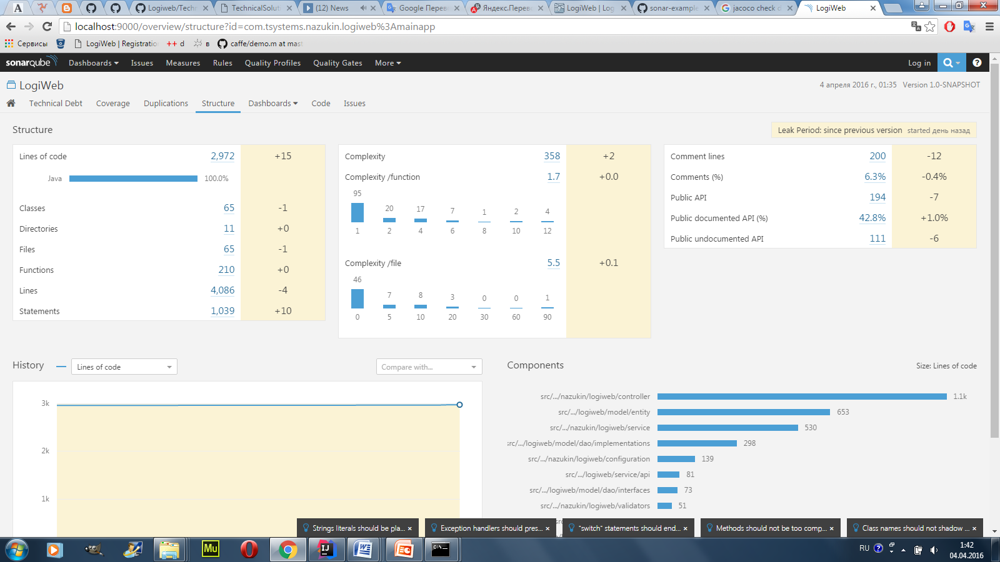 Logiweb/Techn
TechnicalSoluti
(12) News
Google Перев
Яндекс.Переве
LogiWeb | Log
sonar-example
jacoco check d
LogiWeb
localhost:9000/overview/structure?id=com.tsystems.nazukin.logiweb%3Amainapp
Сервисы
LogiWeb | Registratio
++ d
в
caffe/demo.m at mast
sonarqube
Dashboards
Issues
Measures
Rules
Quality Profiles
Quality Gates
More
Log in
LogiWeb
4 апреля 2016 г., 01:35 Version 1.0-SNAPSHOT
Technical Debt
Coverage
Duplications
Structure
Dashboards
Code
Issues
Structure
Leak Period: since previous version started день назад
Lines of code 2,972 +15
Java 100.0%
Classes 65 -1
Directories 11 +0
Files 65 -1
Functions 210 +0
Lines 4,086 -4
Statements 1,039 +10
Complexity 358 +2
Complexity /function 1.7 +0.0
95 20 17 7 1 2 4
1 2 4 6 8 10 12
Complexity /file 5.5 +0.1
46 7 8 3 0 0 1
0 5 10 20 30 60 90
Comment lines 200 -12
Comments (%) 6.3% -0.4%
Public API 194 -7
Public documented API (%) 42.8% +1.0%
Public undocumented API 111 -6
History
Lines of code
Compare with...
3k
2k
1k
Components
Size: Lines of code
src/.../nazukin/logiweb/controller 1.1k
src/.../logiweb/model/entity 653
src/.../nazukin/logiweb/service 530
src/.../logiweb/model/dao/implementations 298
src/.../nazukin/logiweb/configuration 139
src/.../logiweb/service/api 81
src/.../logiweb/model/dao/interfaces 73
src/.../nazukin/logiweb/validators 51
Strings literals should be pla... ×
Exception handlers should pres... ×
"switch" statements should end... ×
Methods should not be too comp... ×
Class names should not shadow ... ×
Mu
IJ
C:\_
RU
1:42
04.04.2016